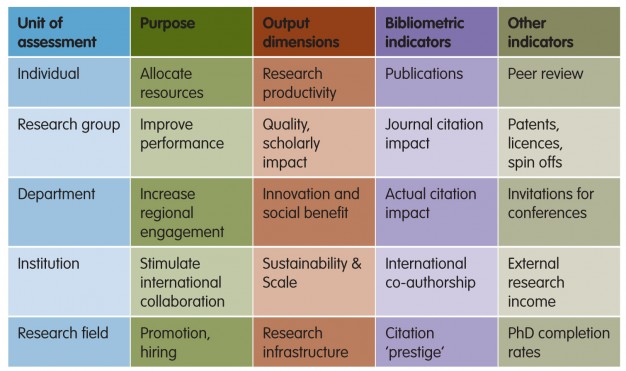 Unit of assessment
Purpose
Output dimensions
Bibliometric indicators
Other indicators
Individual
Allocate resources
Research productivity
Publications
Peer review
Research group
Improve performance
Quality, scholarly impact
Journal citation impact
Patents, licences, spin offs
Department
Increase regional engagement
Innovation and social benefit
Actual citation impact
Invitations for conferences
Institution
Stimulate international collaboration
Sustainability & Scale
International co-authorship
External research income
Research field
Promotion, hiring
Research infrastructure
Citation ‘prestige’
PhD completion rates